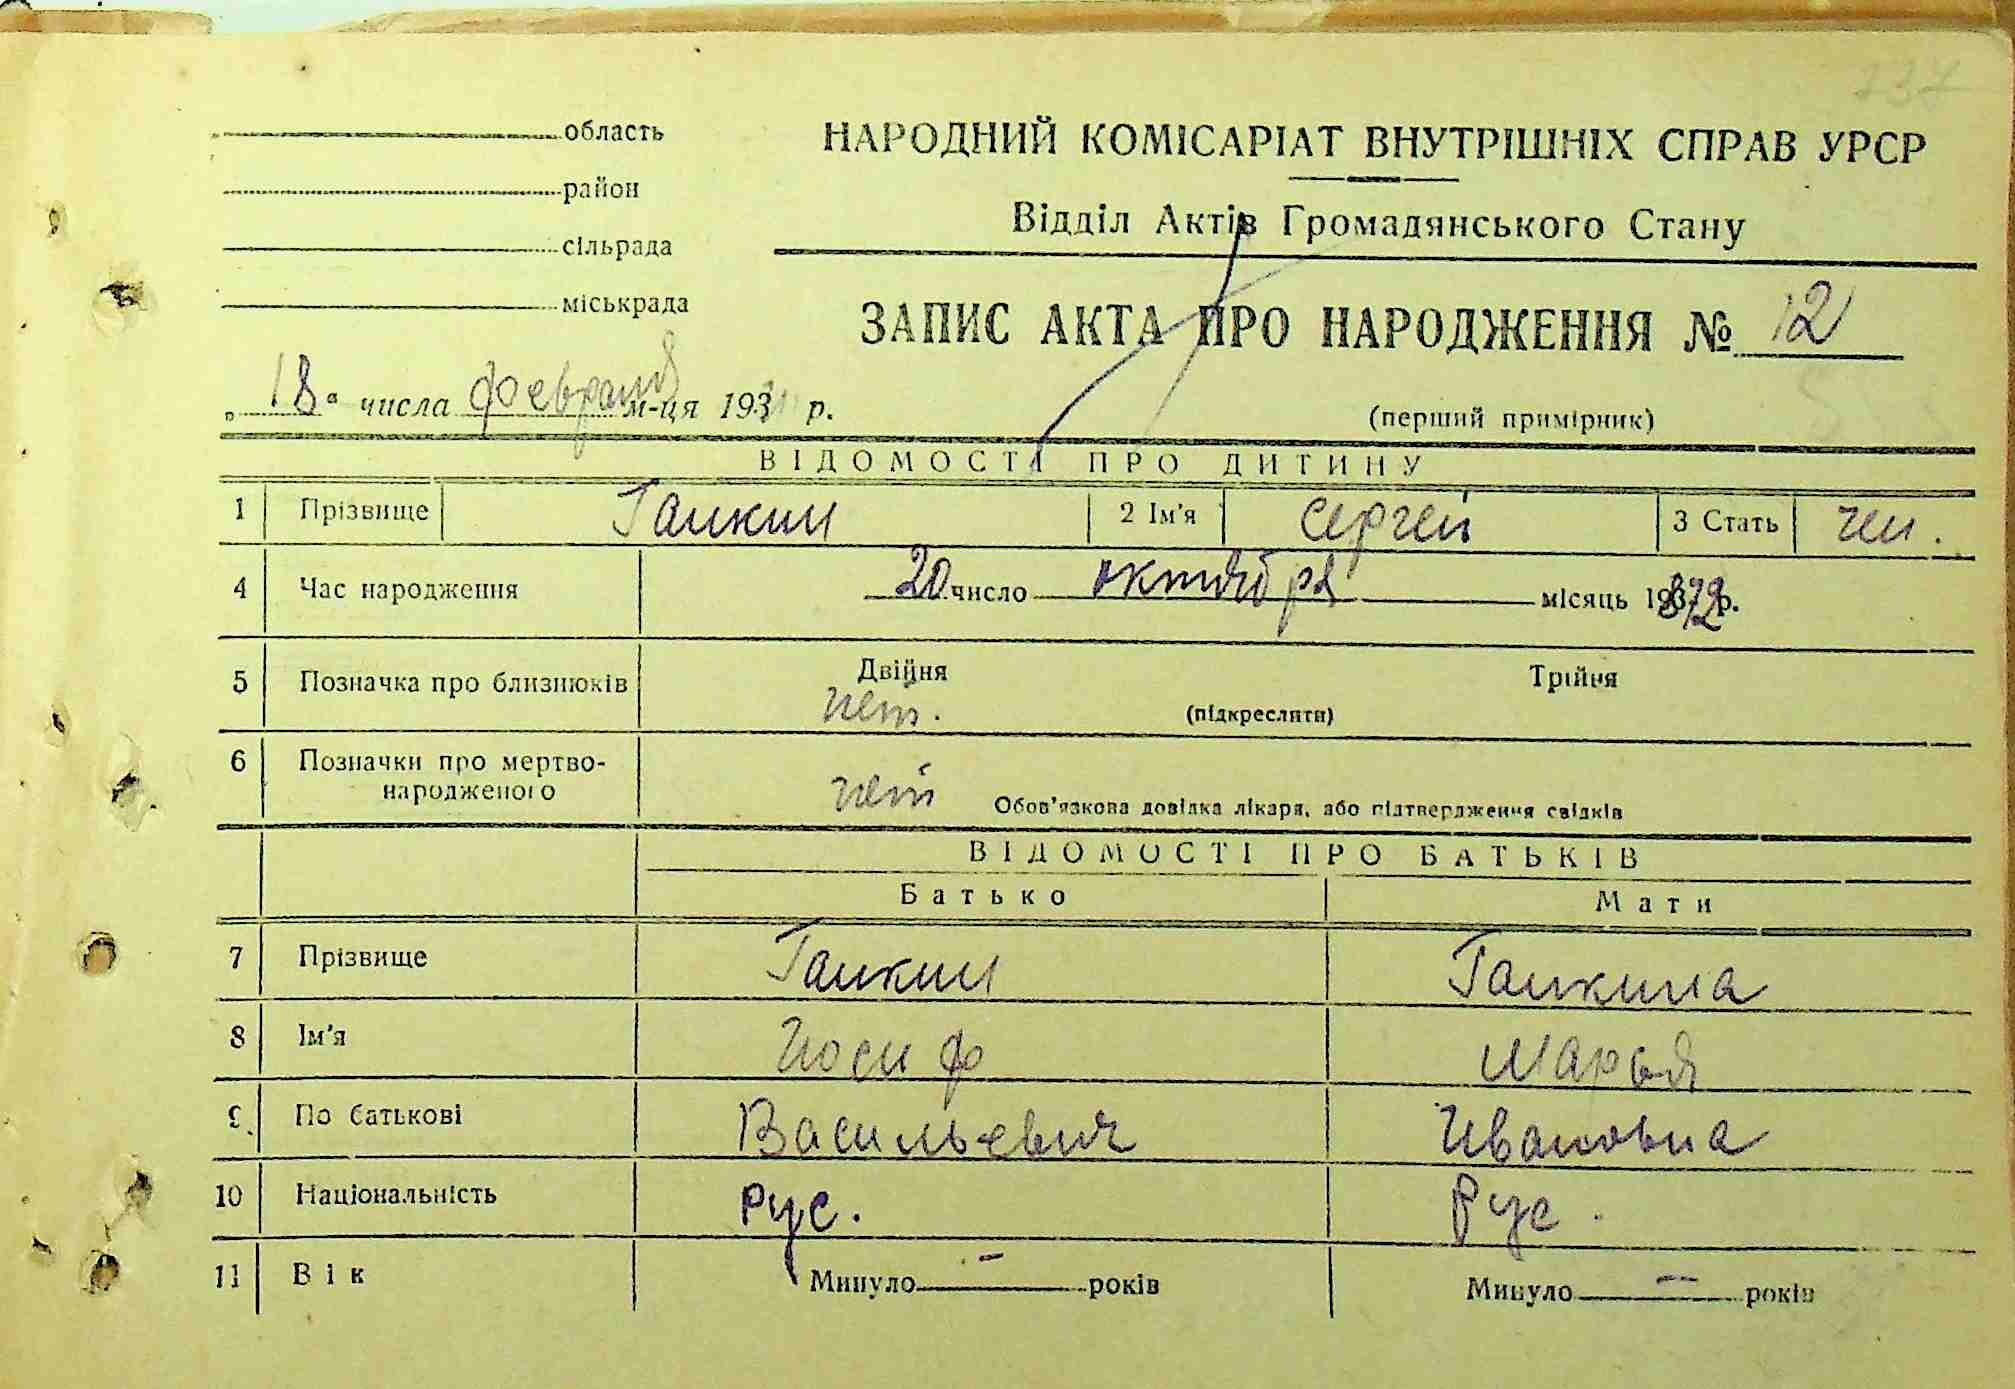 область
район
сільрада
міськрада
НАРОДНИЙ КОМІСАРІАТ ВНУТРІШНІХ СПРАВ УРСР
Відділ Актів Громадянського Стану
ЗАПИС АКТА ПРО НАРОДЖЕННЯ № 12
„18“ числа февраля м-ця 193 р.
(перший примірник)
ВІДОМОСТІ ПРО ДИТИНУ
1 Прізвище Галкин 2 Ім'я Сергей 3 Стать
4 Час народження 20 число октября місяць 1872 р.
5 Позначка про близнюків Двійня Трійня
нет. (підкреслити)
6 Позначки про мертво-
народженого нет Обов'язкова довідка лікаря, або підтвердження свідків
ВІДОМОСТІ ПРО БАТЬКІВ
Батько Мати
7 Прізвище Галкин Галкина
8 Ім'я Иосиф Марья
9. По батькові Васильевич Ивановна
10 Національність Рус. Рус.
11 Вік Минуло — років Минуло — років